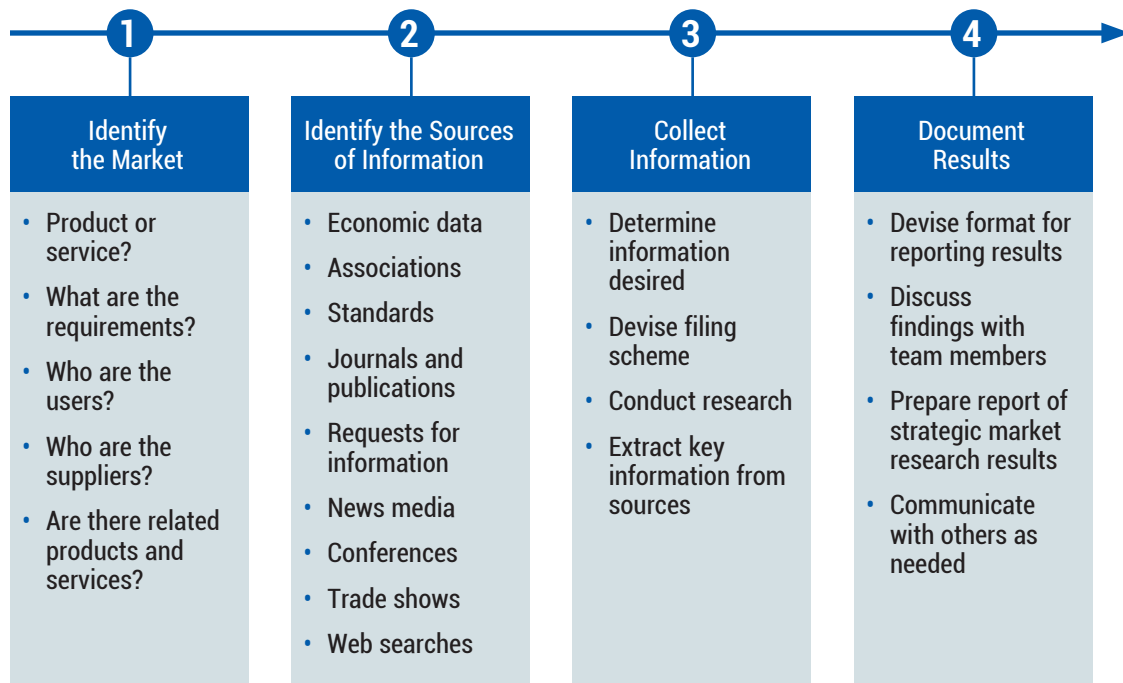 1
2
3
4
Identify
the Market
• Product or
service?
• What are the
requirements?
• Who are the
users?
• Who are the
suppliers?
• Are there related
products and
services?
Identify the Sources
of Information
• Economic data
• Associations
• Standards
• Journals and
publications
• Requests for
information
• News media
• Conferences
• Trade shows
• Web searches
Collect
Information
• Determine
information
desired
• Devise filing
scheme
• Conduct research
• Extract key
information from
sources
Document
Results
• Devise format for
reporting results
• Discuss
findings with
team members
• Prepare report of
strategic market
research results
• Communicate
with others as
needed